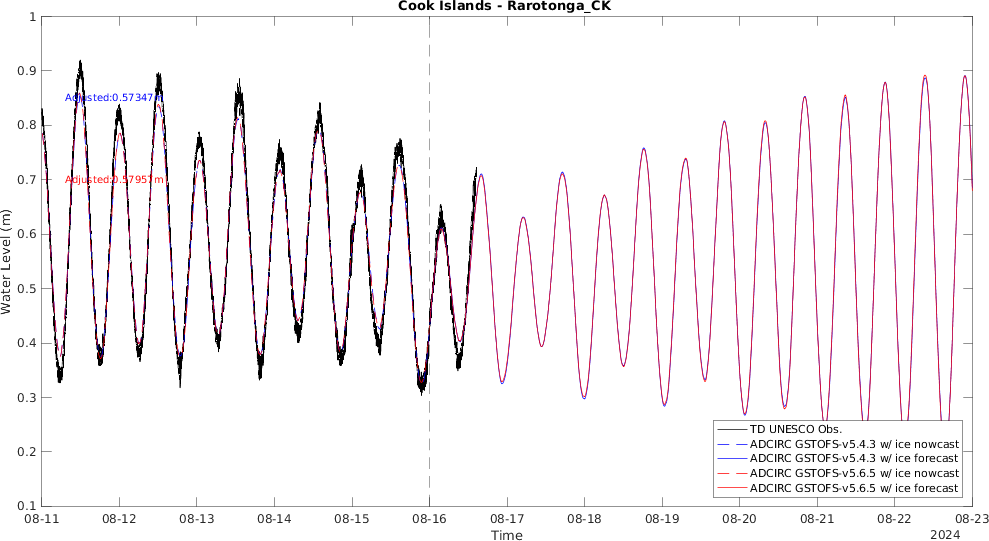 Cook Islands - Rarotonga_CK
Water Level (m)
1
0.9
0.8
0.7
0.6
0.5
0.4
0.3
0.2
0.1
Adjusted:0.57347m
Adjusted:0.57957m
TD UNESCO Obs.
ADCIRC GSTOFS-v5.4.3 w/ ice nowcast
ADCIRC GSTOFS-v5.4.3 w/ ice forecast
ADCIRC GSTOFS-v5.6.5 w/ ice nowcast
ADCIRC GSTOFS-v5.6.5 w/ ice forecast
08-11 08-12 08-13 08-14 08-15 08-16 08-17 08-18 08-19 08-20 08-21 08-22 08-23
Time
2024